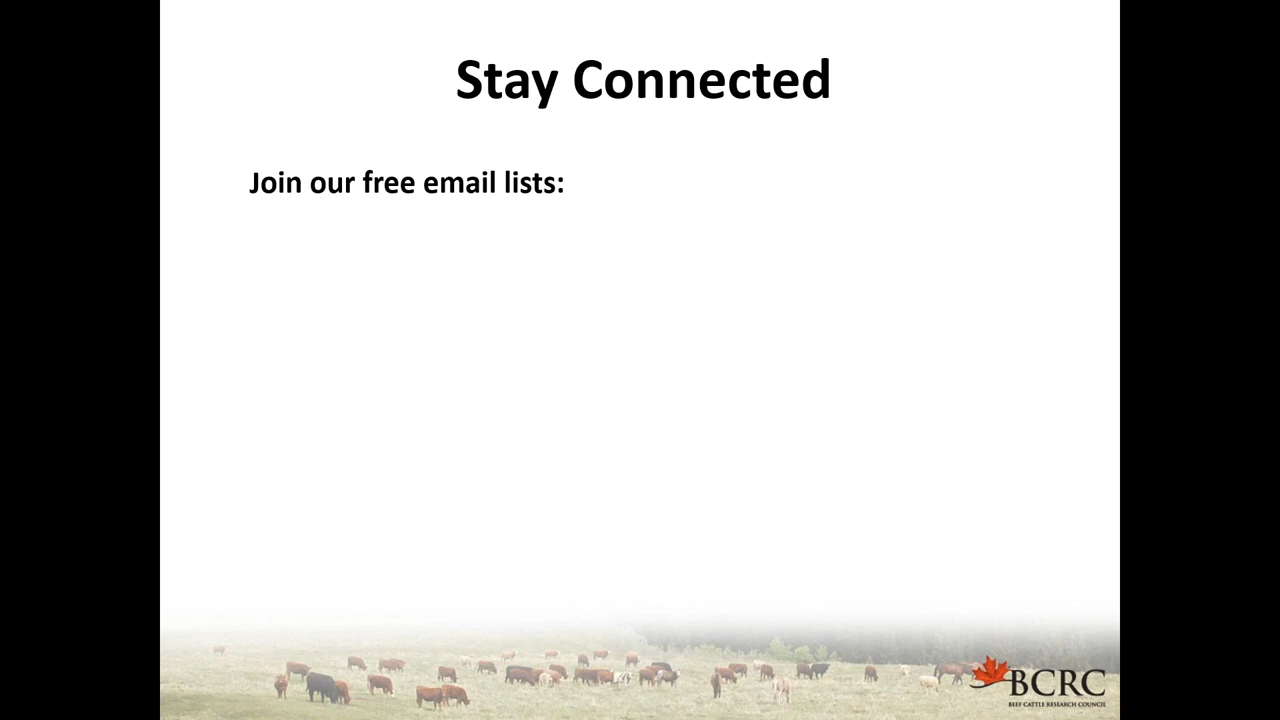 Stay Connected
Join our free email lists:
BCRC
BEEF CATTLE RESEARCH COUNCIL